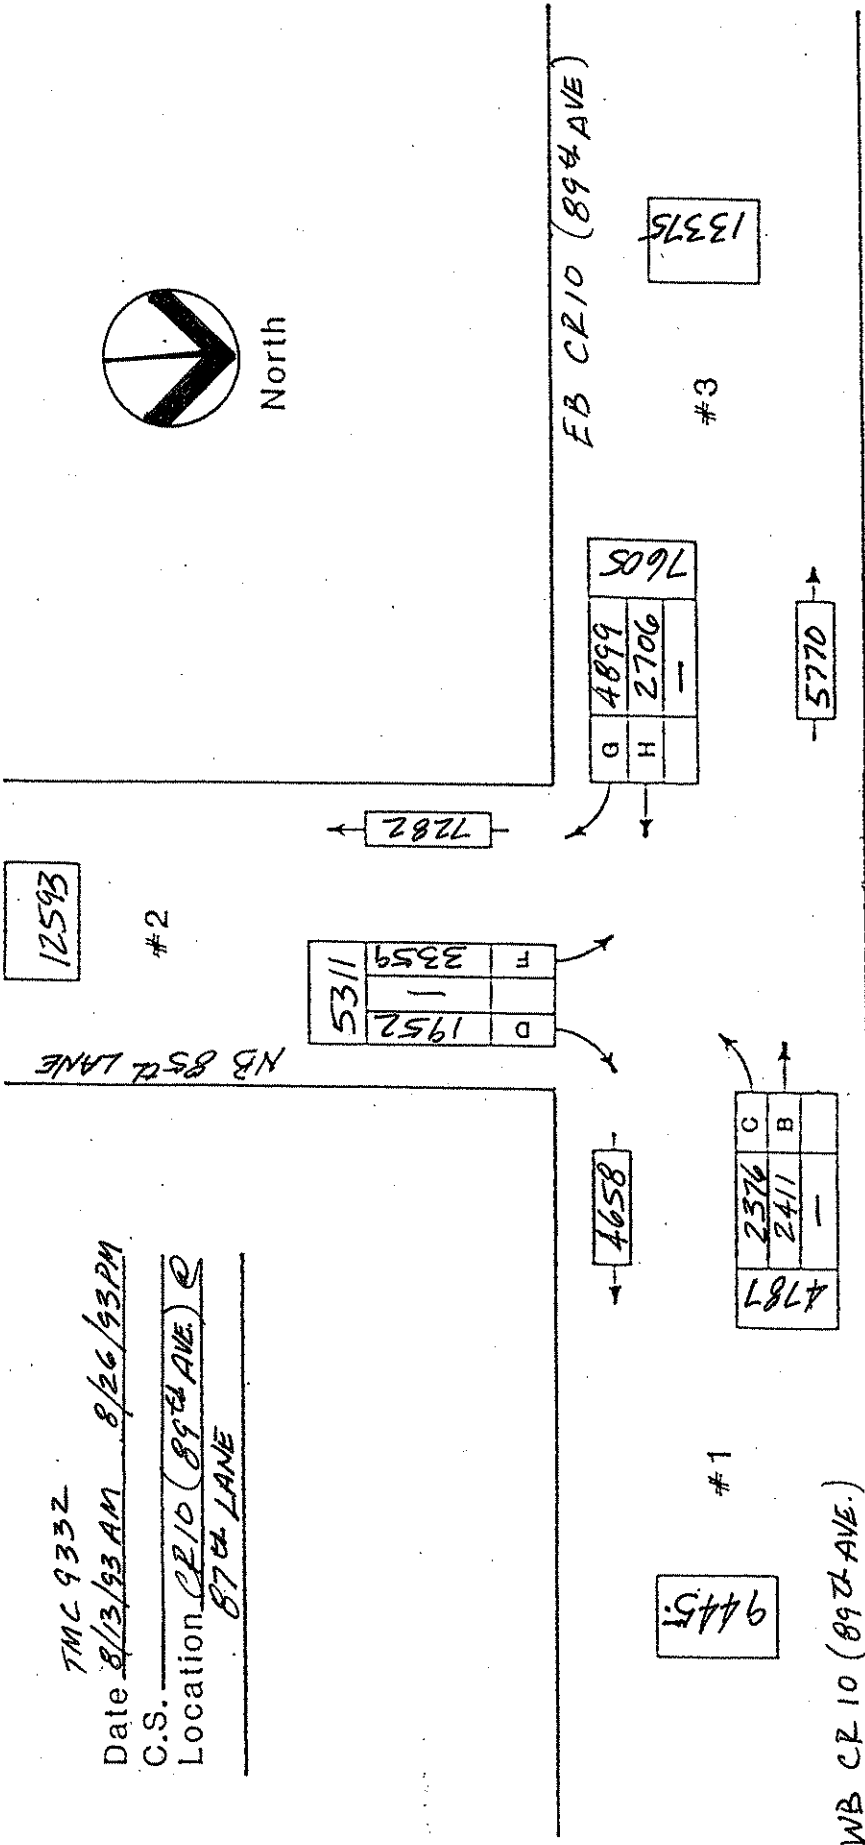 TMC 9332
Date 8/13/93 AM 8/26/93 PM
C.S.
Location CR 10 (89th AVE.) @
87th LANE
North
12593
#2
NB 85th LANE
5311
1952 — 3359
D F
7282
EB CR 10 (89th AVE)
13375
#3
G 4899
H 2706
—
7605
5770
4658
2376 C
2411 B
—
4787
#1
9445
WB CR 10 (89th AVE.)